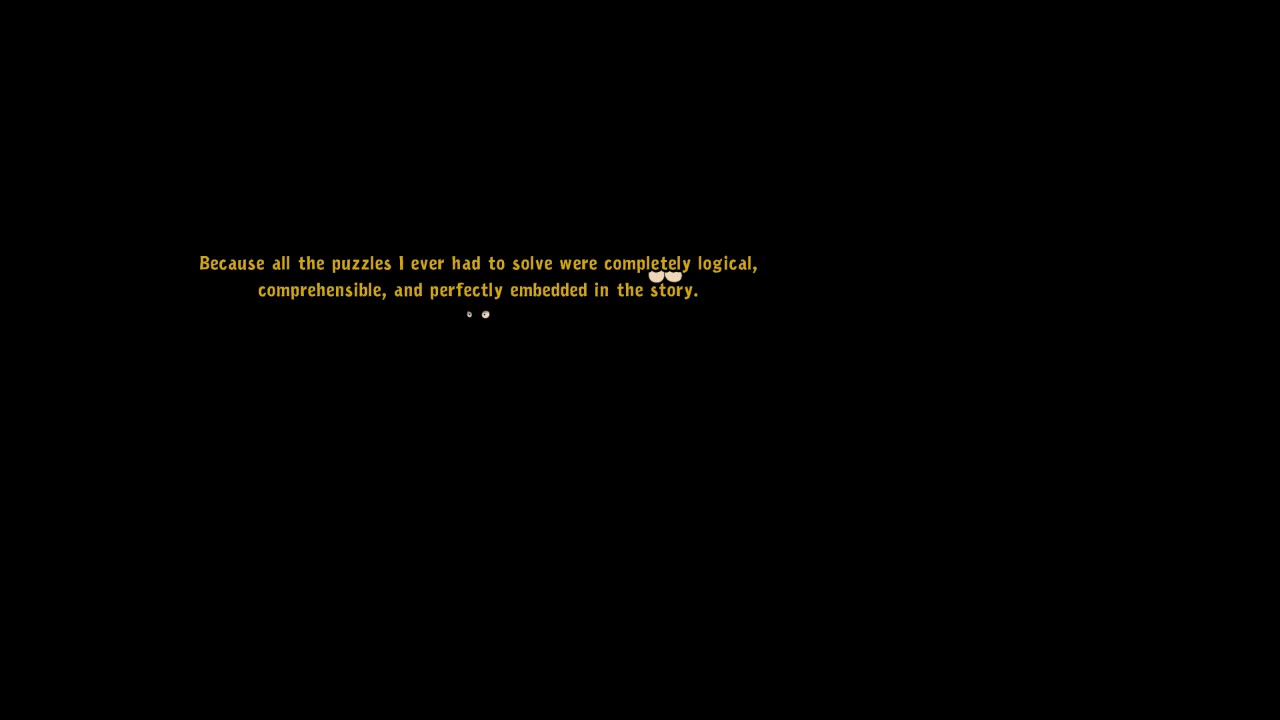 Because all the puzzles I ever had to solve were completely logical,
comprehensible, and perfectly embedded in the story.